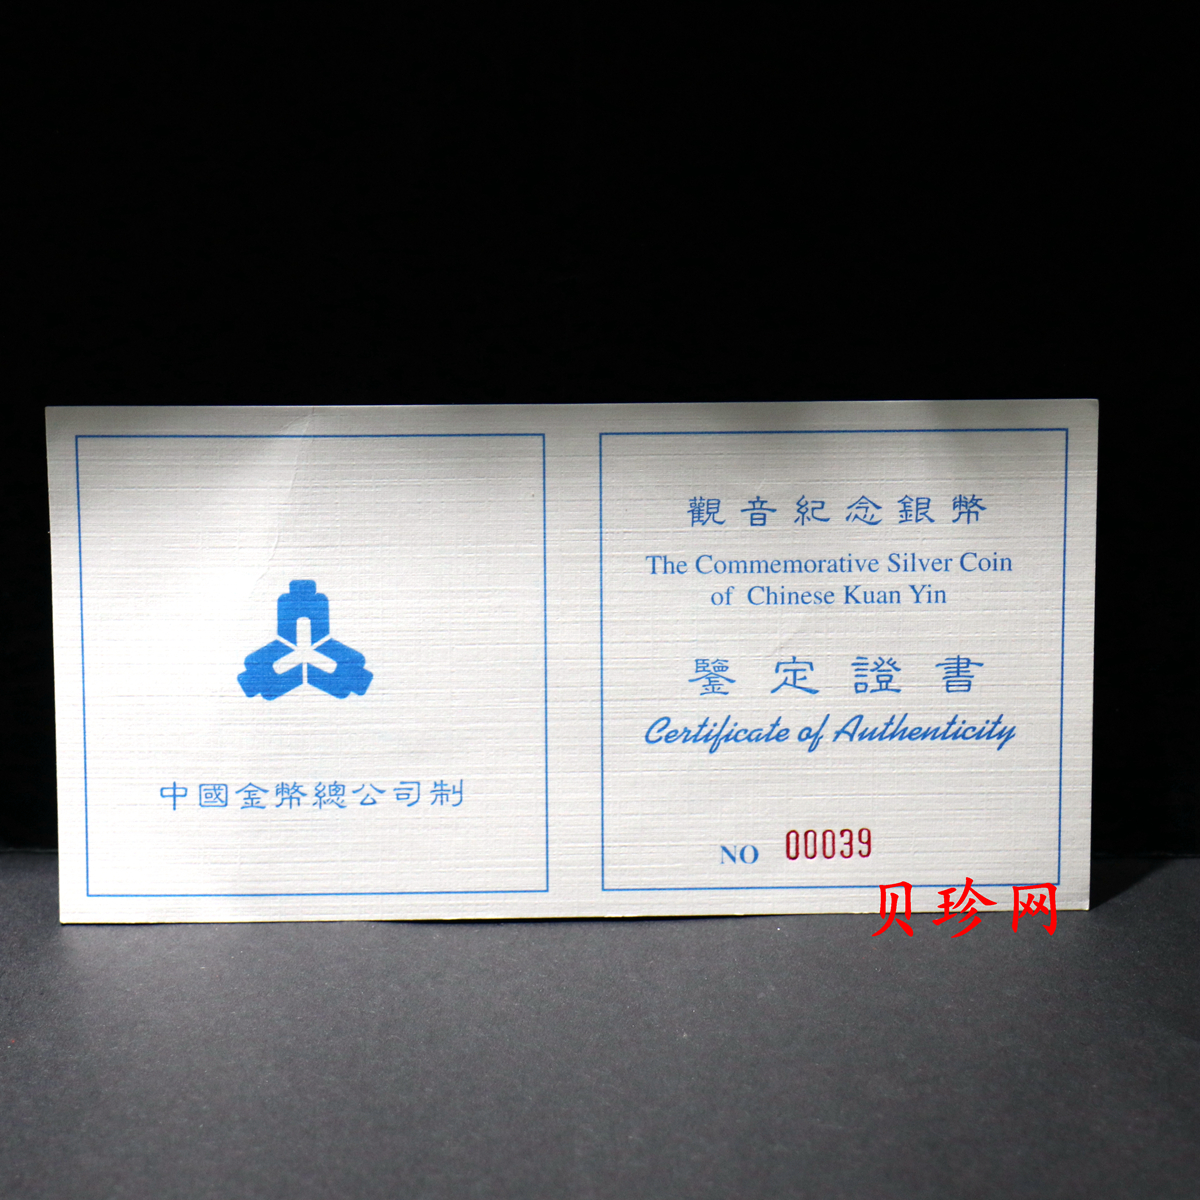 中國金幣總公司制
觀音紀念銀幣
The Commemorative Silver Coin
of Chinese Kuan Yin
鑒定證書
Certificate of Authenticity
NO 00039
贝珍网